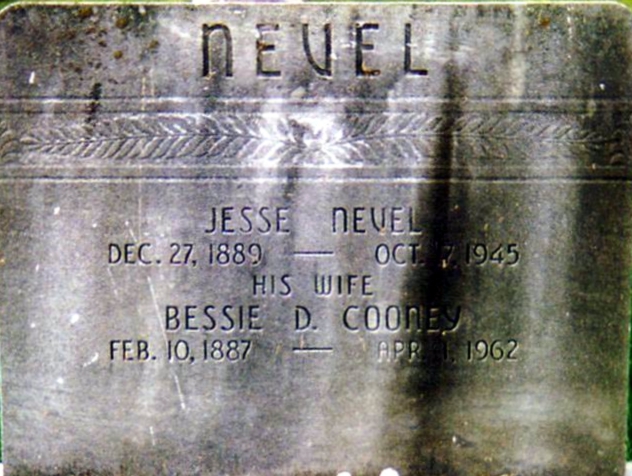 NEVEL
JESSE NEVEL
DEC. 27, 1889 — OCT. 7, 1945
HIS WIFE
BESSIE D. COONEY
FEB. 10, 1887 — APR. 1, 1962